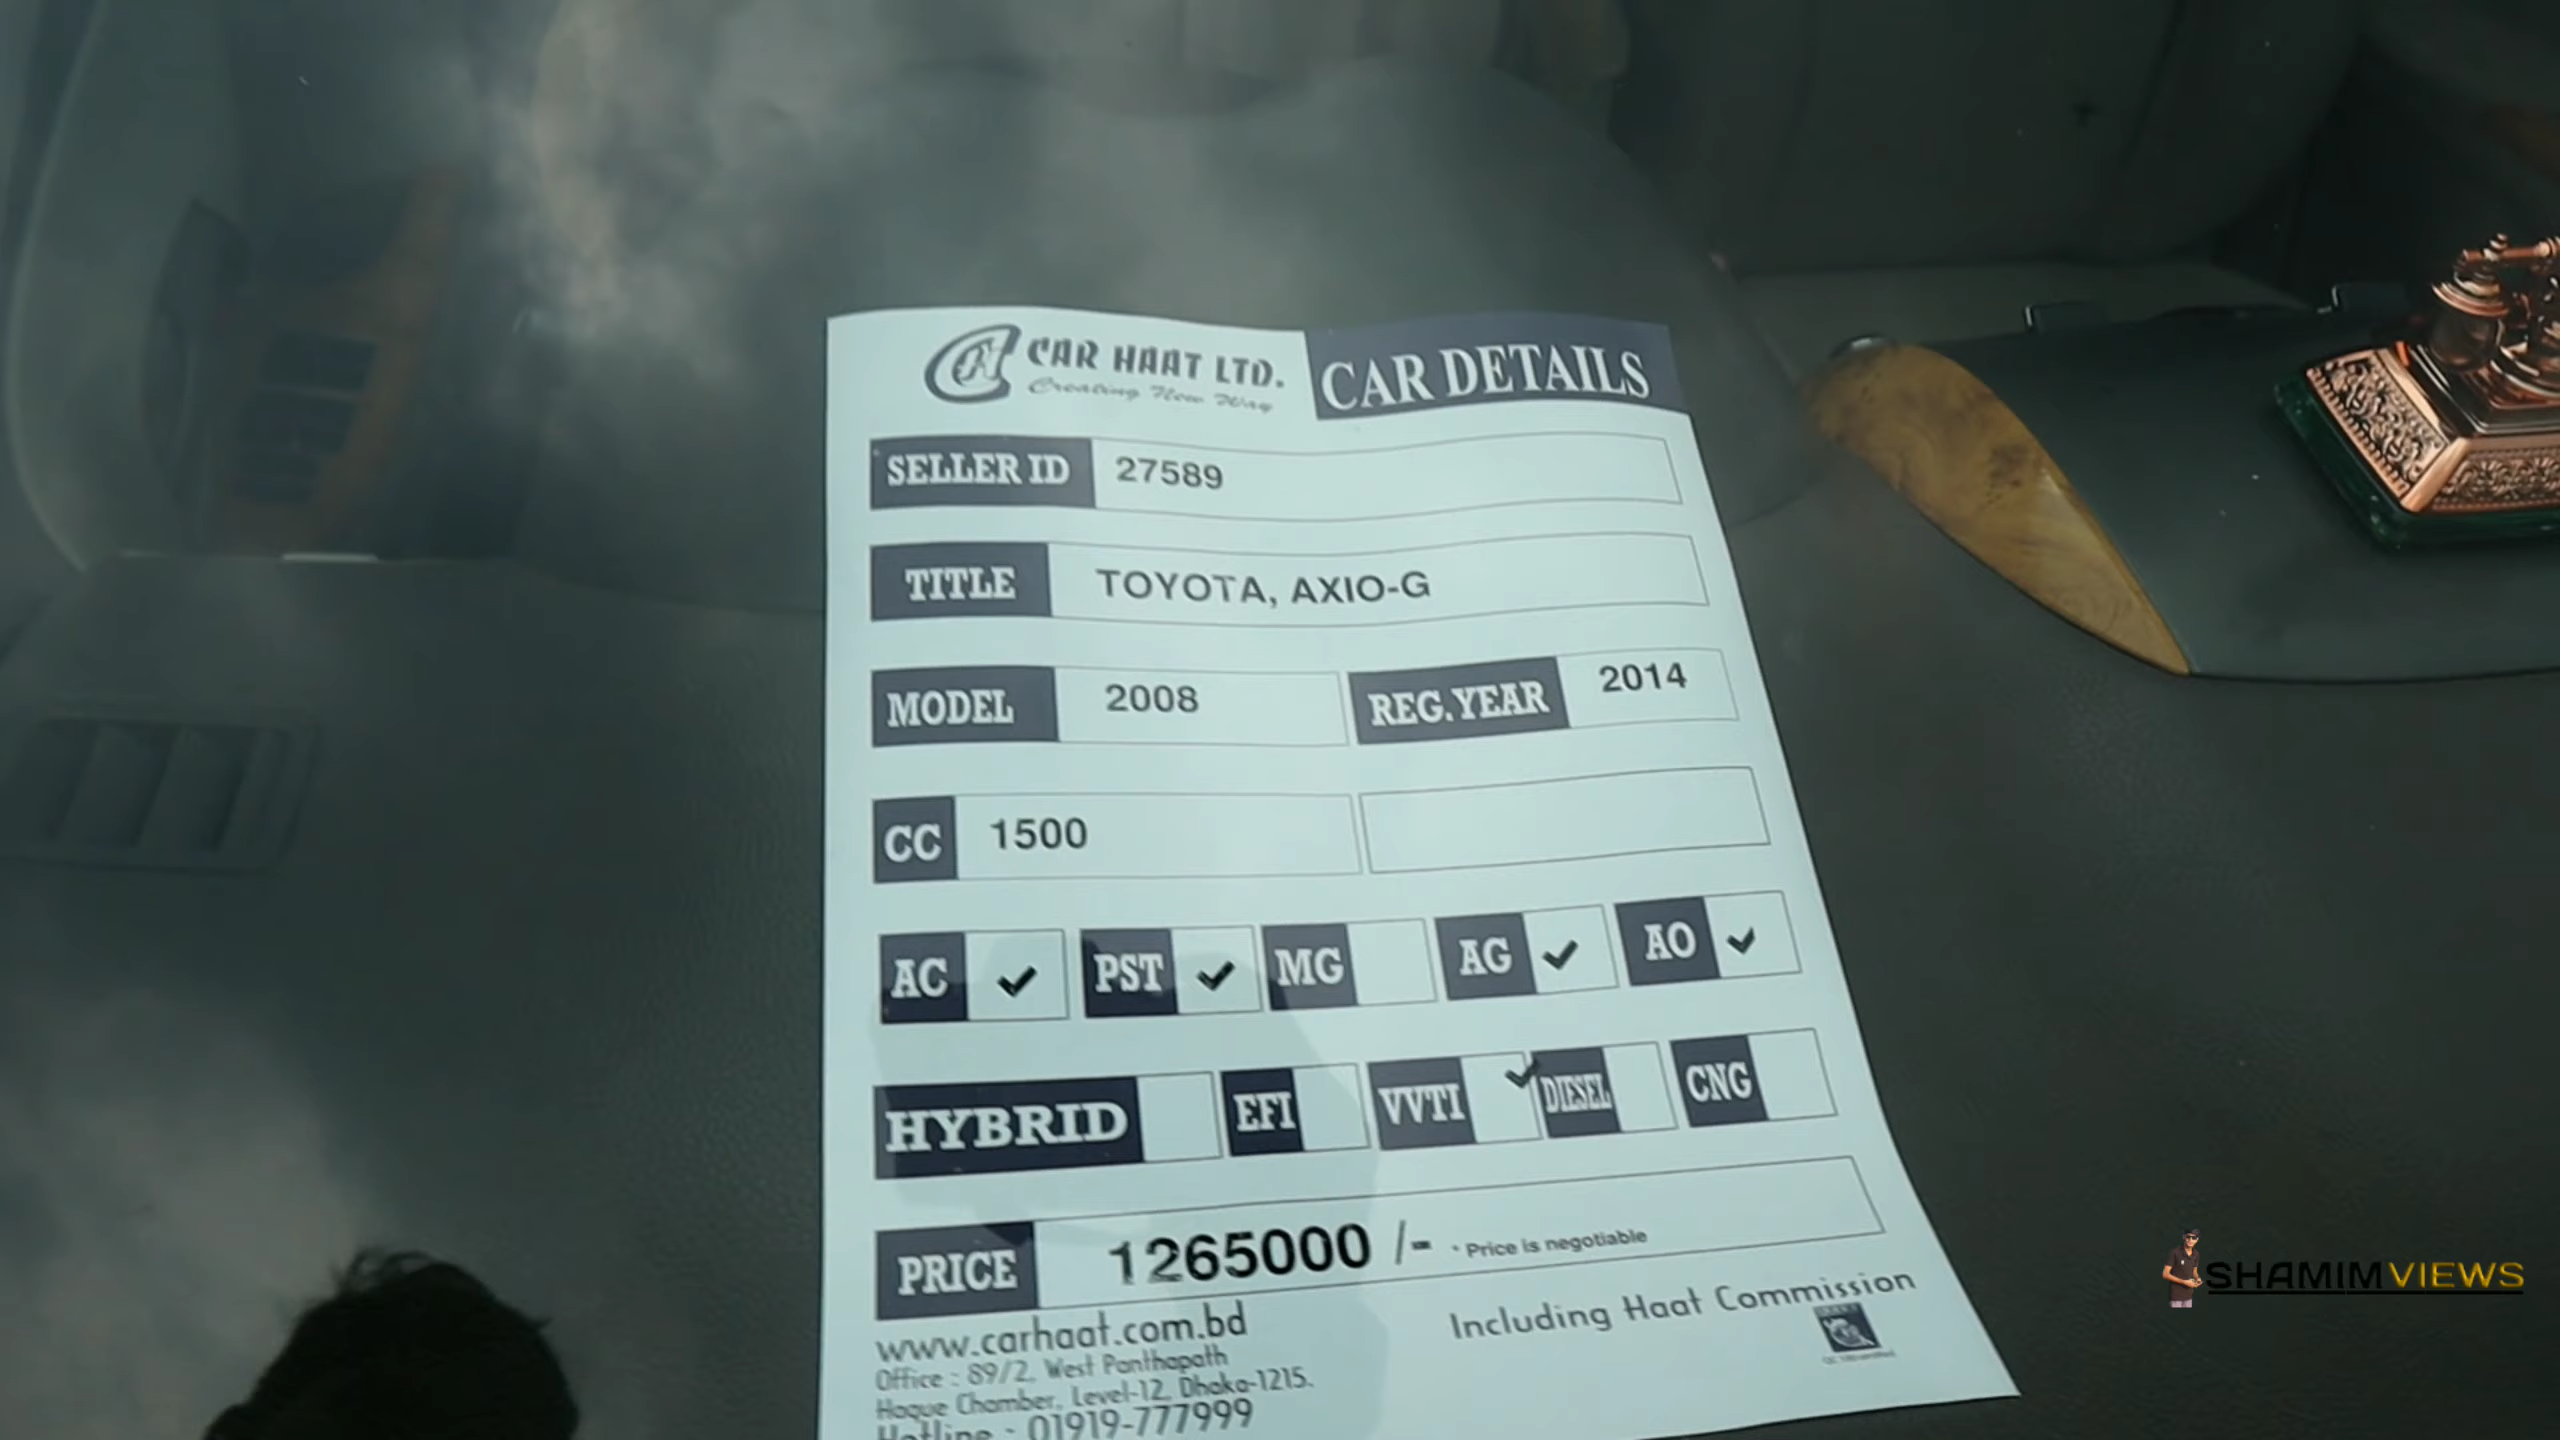 CAR HAAT LTD.
Creating New Way
CAR DETAILS
SELLER ID 27589
TITLE TOYOTA, AXIO-G
MODEL 2008 REG.YEAR 2014
CC 1500
AC ✓ PST ✓ MG AG ✓ AO ✓
HYBRID EFI VVTI ✓ DIESEL CNG
PRICE 1265000 /- * Price is negotiable
www.carhaat.com.bd
Including Haat Commission
Office : 89/2, West Panthapath
Haque Chamber, Level-12, Dhaka-1215.
Hotline : 01919-777999
SHAMIMVIEWS